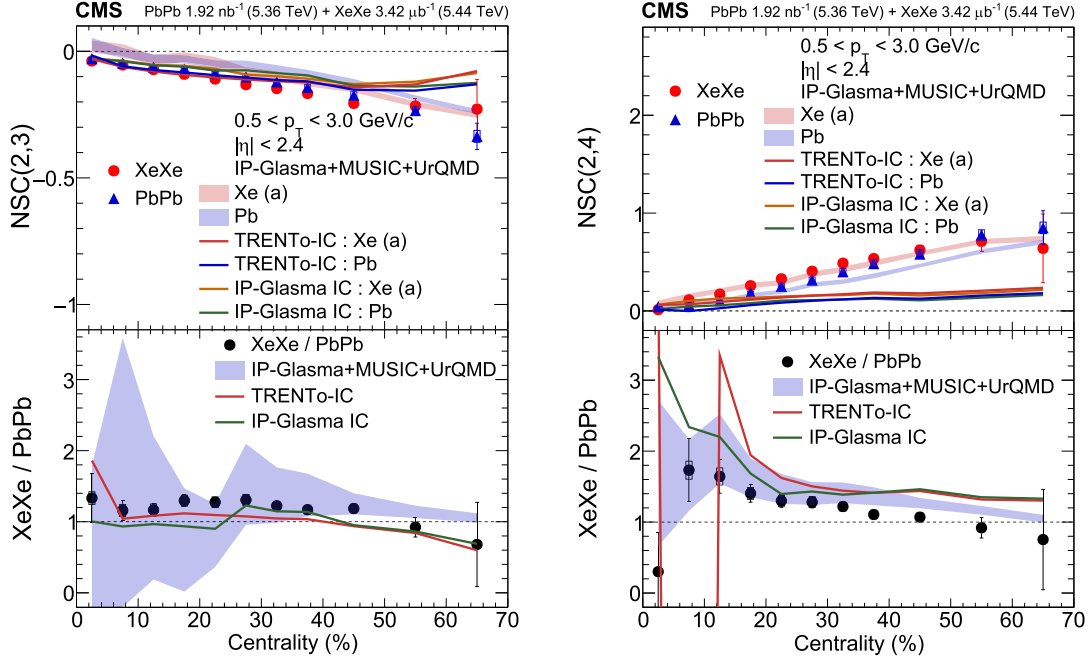 CMS PbPb 1.92 nb⁻¹ (5.36 TeV) + XeXe 3.42 μb⁻¹ (5.44 TeV)
NSC(2,3)
0
−0.5
−1
0.5 < p_T < 3.0 GeV/c
|η| < 2.4
IP-Glasma+MUSIC+UrQMD
XeXe
PbPb
Xe (a)
Pb
TRENTo-IC : Xe (a)
TRENTo-IC : Pb
IP-Glasma IC : Xe (a)
IP-Glasma IC : Pb
XeXe / PbPb
3
2
1
0
XeXe / PbPb
IP-Glasma+MUSIC+UrQMD
TRENTo-IC
IP-Glasma IC
0 10 20 30 40 50 60 70
Centrality (%)
CMS PbPb 1.92 nb⁻¹ (5.36 TeV) + XeXe 3.42 μb⁻¹ (5.44 TeV)
NSC(2,4)
2
1
0
0.5 < p_T < 3.0 GeV/c
|η| < 2.4
IP-Glasma+MUSIC+UrQMD
XeXe
PbPb
Xe (a)
Pb
TRENTo-IC : Xe (a)
TRENTo-IC : Pb
IP-Glasma IC : Xe (a)
IP-Glasma IC : Pb
XeXe / PbPb
3
2
1
0
XeXe / PbPb
IP-Glasma+MUSIC+UrQMD
TRENTo-IC
IP-Glasma IC
0 10 20 30 40 50 60 70
Centrality (%)